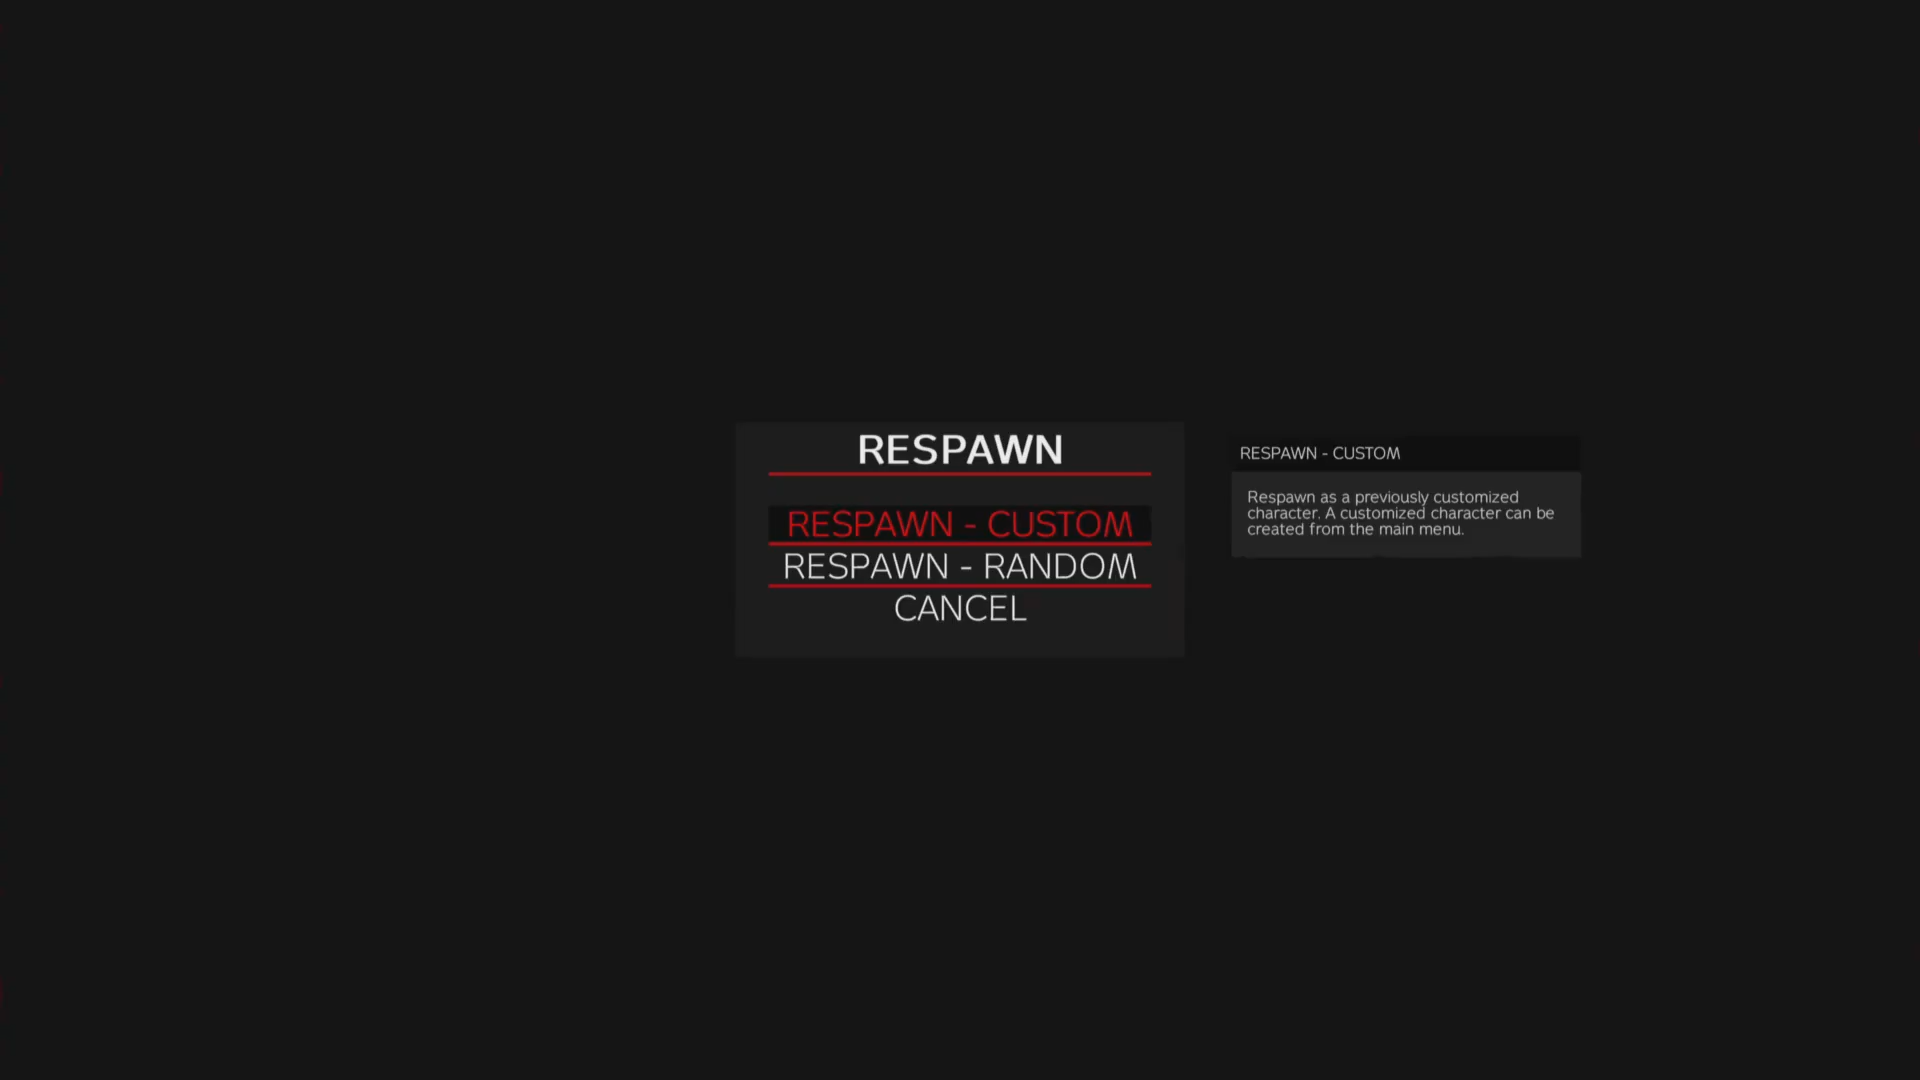 RESPAWN
RESPAWN - CUSTOM
RESPAWN - RANDOM
CANCEL
RESPAWN - CUSTOM
Respawn as a previously customized
character. A customized character can be
created from the main menu.